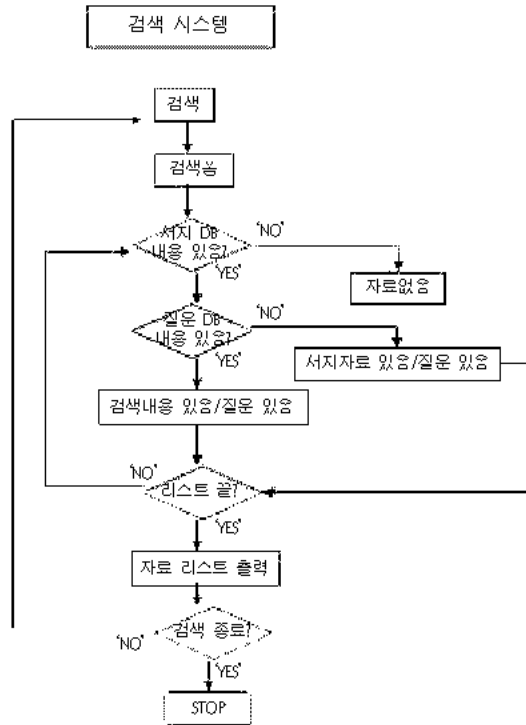 검색 시스템
검색
검색용
서지 DB
내용 있음?
'NO'
'YES'
자료없음
질문 DB
내용 있음?
'NO'
'YES'
서지자료 있음/질문 있음
검색내용 있음/질문 있음
'NO'
리스트 끝?
'YES'
자료 리스트 출력
검색 종료?
'NO'
'YES'
STOP